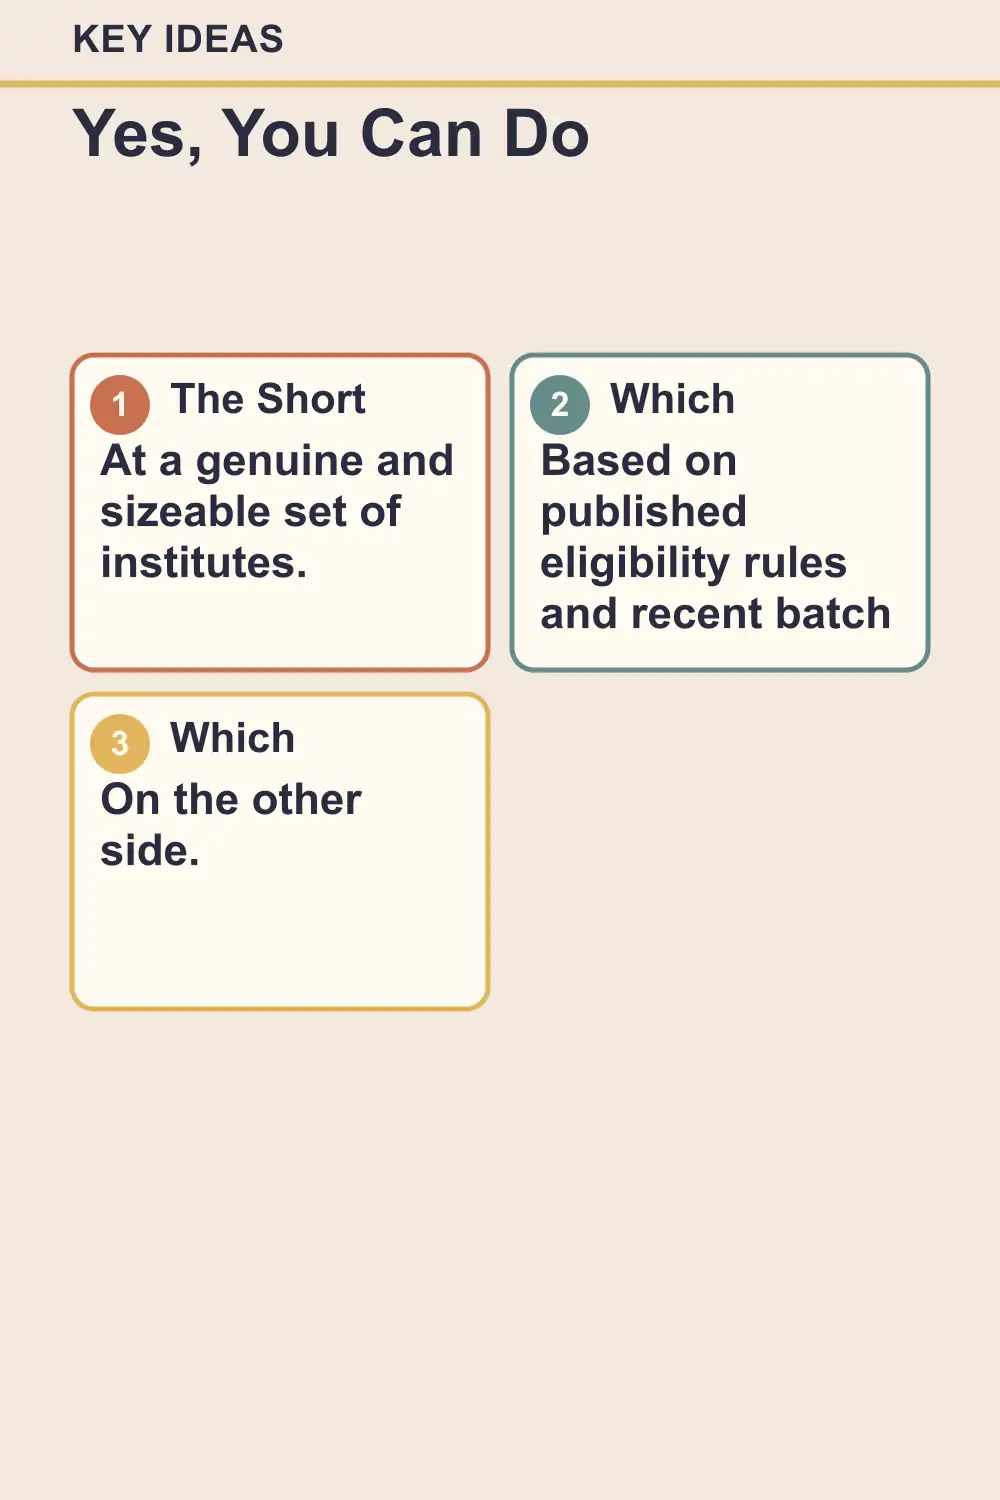 KEY IDEAS
Yes, You Can Do
1 The Short
At a genuine and
sizeable set of
institutes.
2 Which
Based on
published
eligibility rules
and recent batch
3 Which
On the other
side.